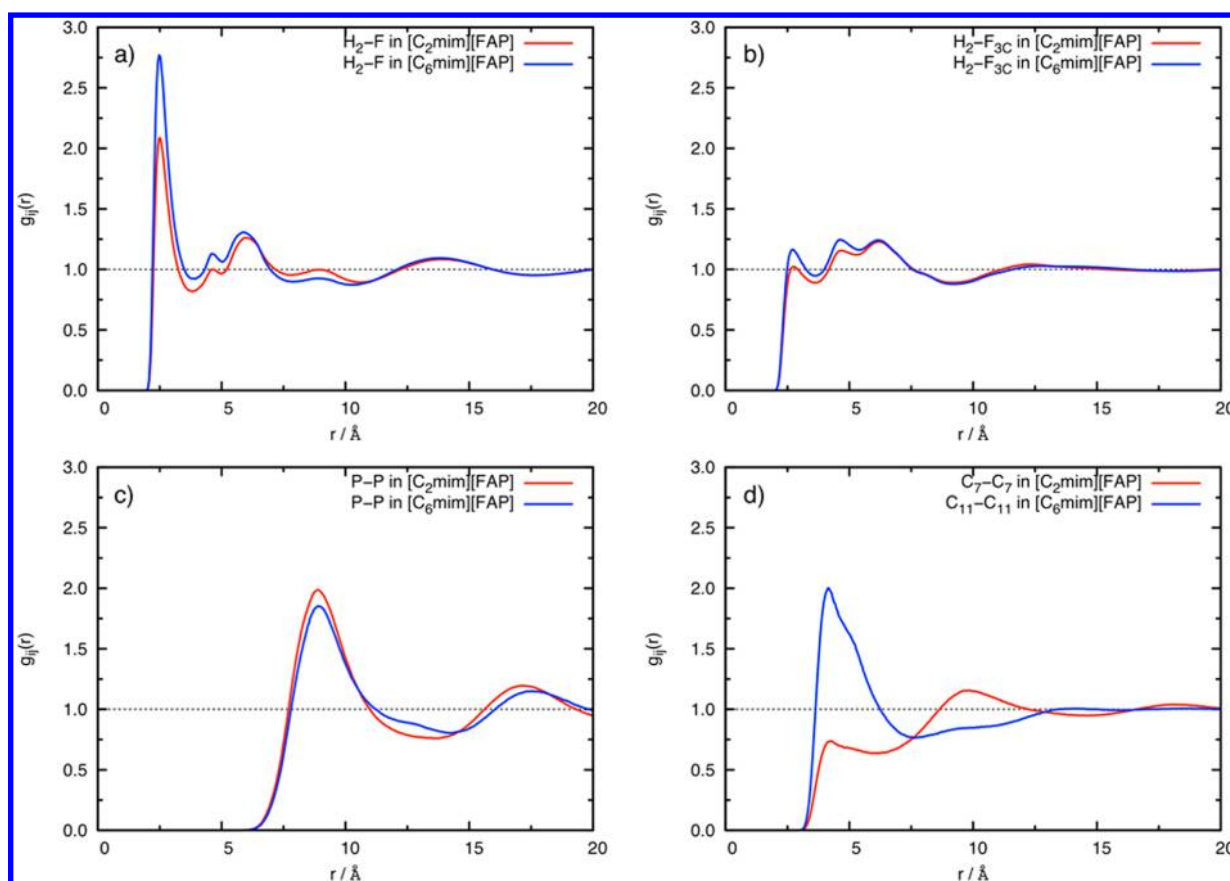 a)
H₂−F in [C₂mim][FAP]
H₂−F in [C₆mim][FAP]
3.0
2.5
2.0
1.5
1.0
0.5
0.0
gᵢⱼ(r)
0 5 10 15 20
r / Å
b)
H₂−F₃C in [C₂mim][FAP]
H₂−F₃C in [C₆mim][FAP]
3.0
2.5
2.0
1.5
1.0
0.5
0.0
gᵢⱼ(r)
0 5 10 15 20
r / Å
c)
P−P in [C₂mim][FAP]
P−P in [C₆mim][FAP]
3.0
2.5
2.0
1.5
1.0
0.5
0.0
gᵢⱼ(r)
0 5 10 15 20
r / Å
d)
C₇−C₇ in [C₂mim][FAP]
C₁₁−C₁₁ in [C₆mim][FAP]
3.0
2.5
2.0
1.5
1.0
0.5
0.0
gᵢⱼ(r)
0 5 10 15 20
r / Å